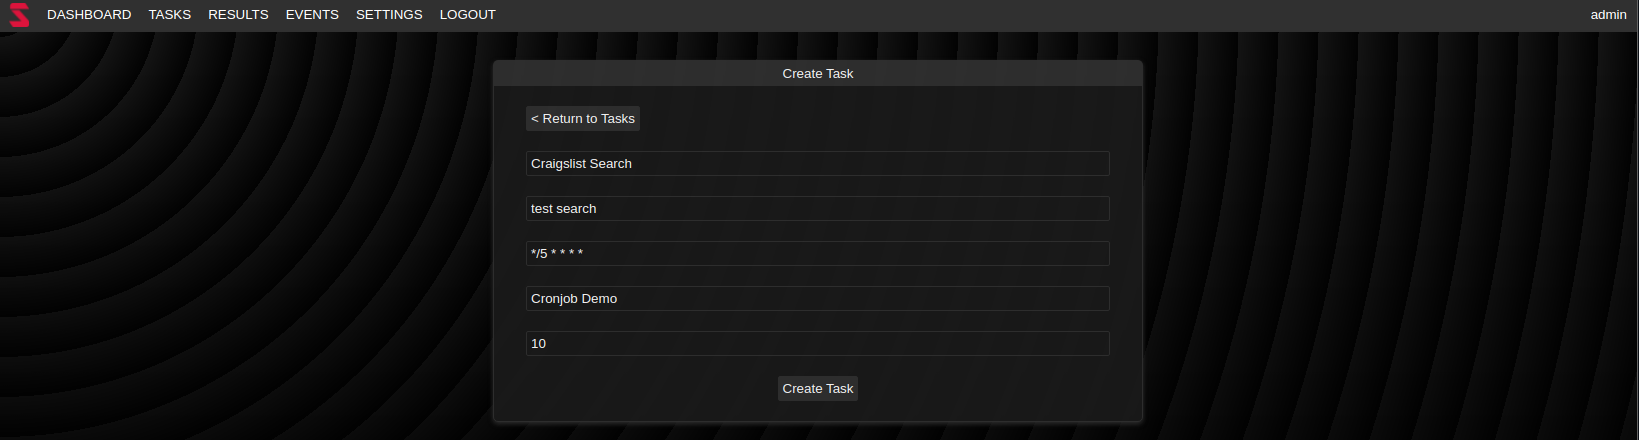 DASHBOARD TASKS RESULTS EVENTS SETTINGS LOGOUT admin
Create Task
< Return to Tasks
Craigslist Search
test search
*/5 * * * *
Cronjob Demo
10
Create Task